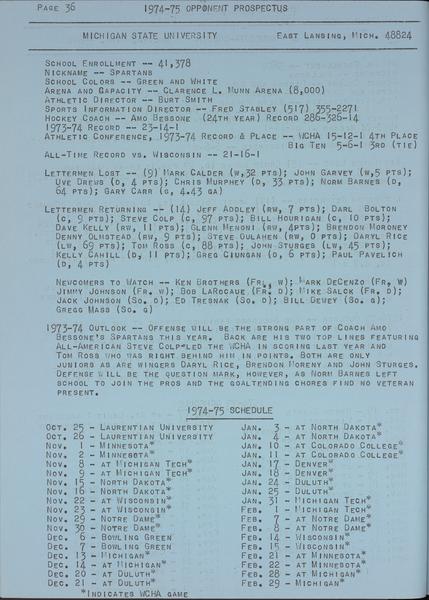 PAGE 36 1974-75 OPPONENT PROSPECTUS
MICHIGAN STATE UNIVERSITY EAST LANSING, MICH. 48824
SCHOOL ENROLLMENT -- 41,378
NICKNAME -- SPARTANS
SCHOOL COLORS -- GREEN AND WHITE
ARENA AND CAPACITY -- CLARENCE L. MUNN ARENA (8,000)
ATHLETIC DIRECTOR -- BURT SMITH
SPORTS INFORMATION DIRECTOR -- FRED STABLEY (517) 355-2271
HOCKEY COACH -- AMO BESSONE (24TH YEAR) RECORD 286-326-14
1973-74 RECORD -- 23-14-1
ATHLETIC CONFERENCE, 1973-74 RECORD & PLACE -- WCHA 15-12-1 4TH PLACE
BIG TEN 5-6-1 3RD (TIE)
ALL-TIME RECORD VS. WISCONSIN -- 21-16-1
LETTERMEN LOST -- (9) MARK CALDER (W,32 PTS); JOHN GARVEY (W,5 PTS);
UVE DREWS (D, 4 PTS); CHRIS MURPHEY (D, 33 PTS); NORM BARNES (D,
64 PTS); GARY CARR (G, 4.43 GA)
LETTERMEN RETURNING -- (14) JEFF ADDLEY (RW, 7 PTS); DARL BOLTON
(C, 9 PTS); STEVE COLP (C, 97 PTS); BILL HOURIGAN (C, 10 PTS);
DAVE KELLY (RW, 11 PTS); GLENN MENONI (RW, 4PTS); BRENDON MORONEY
DENNY OLMSTEAD (RW, 9 PTS); STEVE OULAHEN (RW, 0 PTS); DARYL RICE
(LW, 69 PTS); TOM ROSS (C, 88 PTS); JOHN STURGES (LW, 45 PTS);
KELLY CAHILL (D, 11 PTS); GREG CIUNGAN (D, 6 PTS); PAUL PAVELICH
(D, 4 PTS)
NEWCOMERS TO WATCH -- KEN BROTHERS (FR., W); MARK DECENZO (FR. W)
JIMMY JOHNSON (FR. W); BOB LARECAUE (FR. D); MIKE SALCK (FR. D);
JACK JOHNSON (SO. D); ED TRESNAK (SO. D); BILL DEWEY (SO. G);
GREGG MASS (SO. G)
1973-74 OUTLOOK -- OFFENSE WILL BE THE STRONG PART OF COACH AMO
BESSONE'S SPARTANS THIS YEAR. BACK ARE HIS TWO TOP LINES FEATURING
ALL-AMERICAN STEVE COLP LED THE WCHA IN SCORING LAST YEAR AND
TOM ROSS WHO WAS RIGHT BEHIND HIM IN POINTS. BOTH ARE ONLY
JUNIORS AS ARE WINGERS DARYL RICE, BRENDON MORENY AND JOHN STURGES.
DEFENSE WILL BE THE QUESTION MARK, HOWEVER, AS NORM BARNES LEFT
SCHOOL TO JOIN THE PROS AND THE GOALTENDING CHORES FIND NO VETERAN
PRESENT.
1974-75 SCHEDULE
OCT. 25 - LAURENTIAN UNIVERSITY JAN. 3 - AT NORTH DAKOTA*
OCT. 26 - LAURENTIAN UNIVERSITY JAN. 4 - AT NORTH DAKOTA*
NOV. 1 - MINNESOTA* JAN. 10 - AT COLORADO COLLEGE*
NOV. 2 - MINNESOTA* JAN. 11 - AT COLORADO COLLEGE*
NOV. 8 - AT MICHIGAN TECH* JAN. 17 - DENVER*
NOV. 9 - AT MICHIGAN TECH* JAN. 18 - DENVER*
NOV. 15 - NORTH DAKOTA* JAN. 24 - DULUTH*
NOV. 16 - NORTH DAKOTA* JAN. 25 - DULUTH*
NOV. 22 - AT WISCONSIN* JAN. 31 - MICHIGAN TECH*
NOV. 23 - AT WISCONSIN* FEB. 1 - MICHIGAN TECH*
NOV. 29 - NOTRE DAME* FEB. 7 - AT NOTRE DAME*
NOV. 30 - NOTRE DAME* FEB. 8 - AT NOTRE DAME*
DEC. 6 - BOWLING GREEN FEB. 14 - WISCONSIN*
DEC. 7 - BOWLING GREEN FEB. 15 - WISCONSIN*
DEC. 13 - MICHIGAN* FEB. 21 - AT MINNESOTA*
DEC. 14 - AT MICHIGAN* FEB. 22 - AT MINNESOTA*
DEC. 20 - AT DULUTH* FEB. 28 - AT MICHIGAN*
DEC. 21 - AT DULUTH* FEB. 29 - MICHIGAN*
*INDICATES WCHA GAME